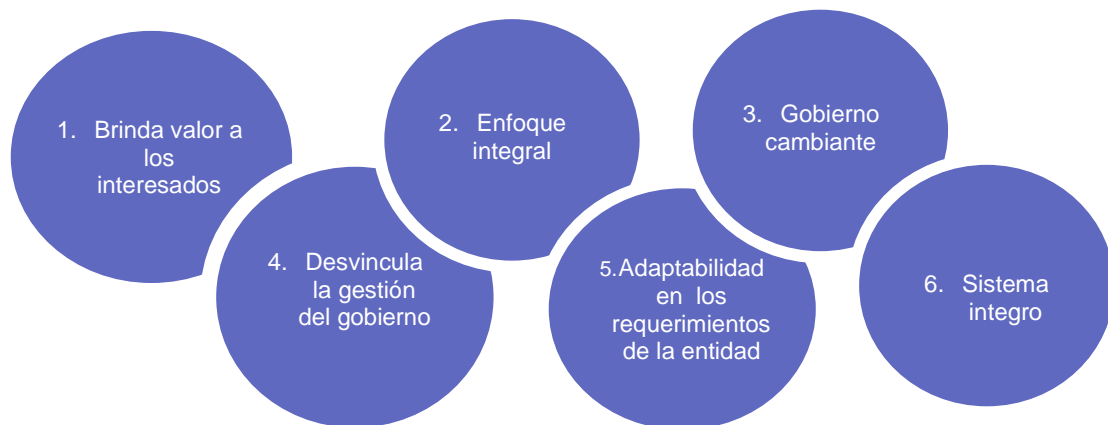 1. Brinda valor a
los
interesados
2. Enfoque
integral
3. Gobierno
cambiante
4. Desvincula
la gestión
del gobierno
5.Adaptabilidad
en los
requerimientos
de la entidad
6. Sistema
integro